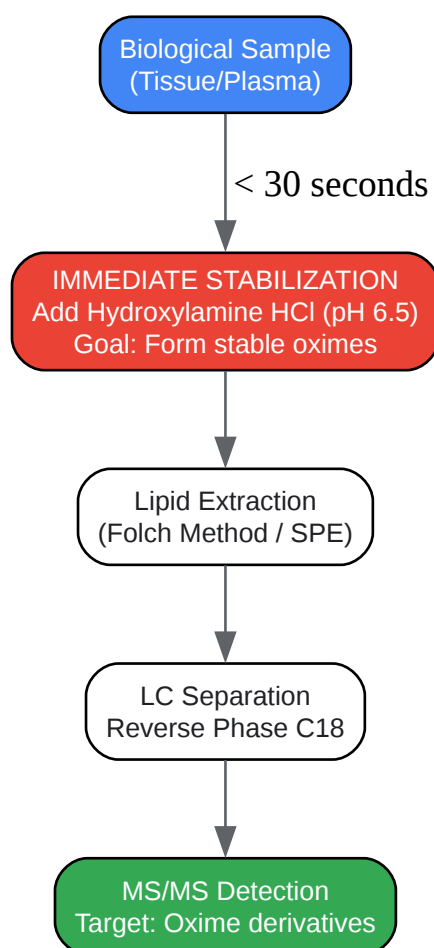 Biological Sample
(Tissue/Plasma)
< 30 seconds
IMMEDIATE STABILIZATION
Add Hydroxylamine HCl (pH 6.5)
Goal: Form stable oximes
Lipid Extraction
(Folch Method / SPE)
LC Separation
Reverse Phase C18
MS/MS Detection
Target: Oxime derivatives